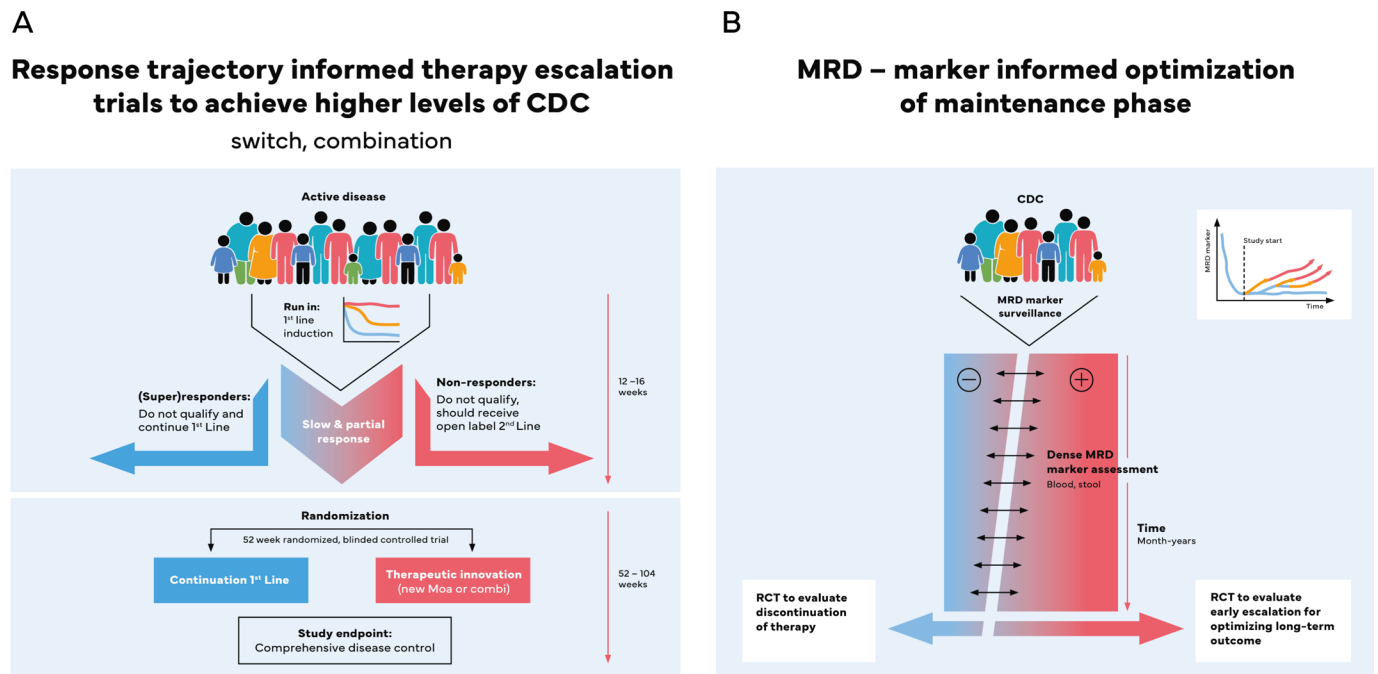 A
Response trajectory informed therapy escalation
trials to achieve higher levels of CDC
switch, combination
Active disease
Run in:
1st line
induction
(Super)responders:
Do not qualify and
continue 1st Line
Slow & partial
response
Non-responders:
Do not qualify,
should receive
open label 2nd Line
12 –16
weeks
Randomization
52 week randomized, blinded controlled trial
Continuation 1st Line
Therapeutic innovation
(new Moa or combi)
52 – 104
weeks
Study endpoint:
Comprehensive disease control
B
MRD – marker informed optimization
of maintenance phase
CDC
MRD marker
surveillance
MRD marker
Study start
Time
Dense MRD
marker assessment
Blood, stool
Time
Month-years
RCT to evaluate
discontinuation
of therapy
RCT to evaluate
early escalation for
optimizing long-term
outcome